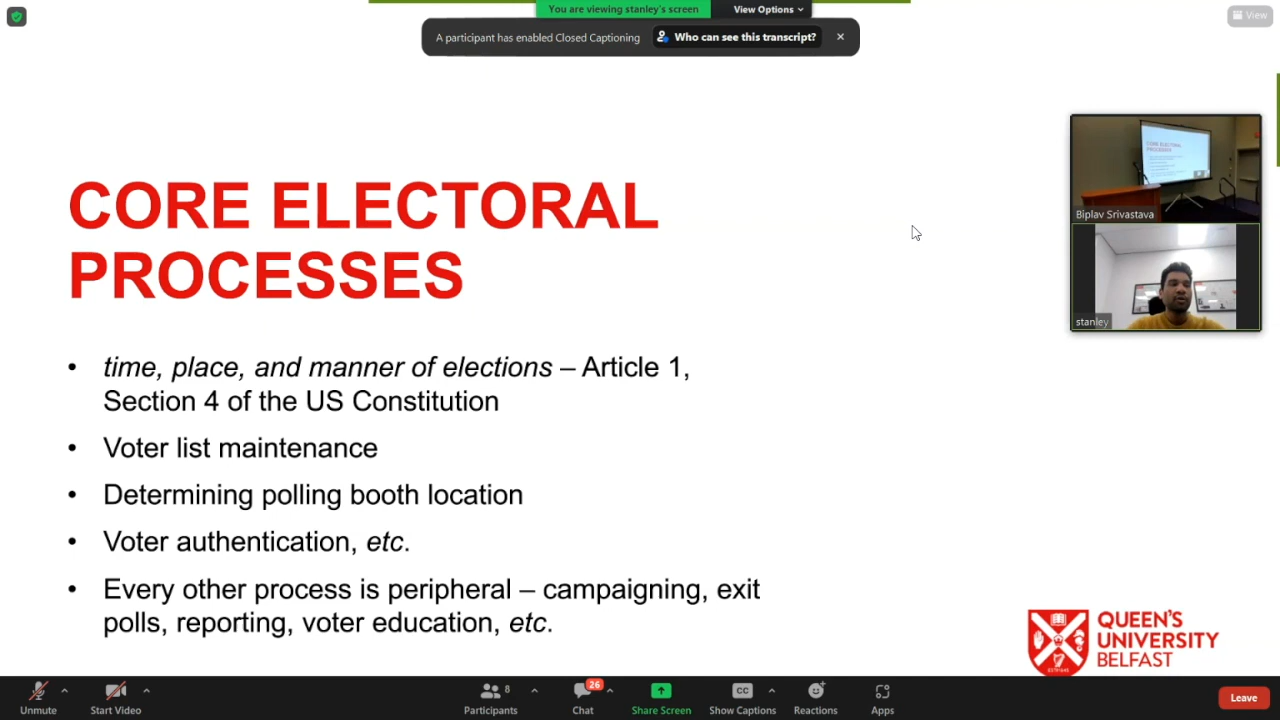 You are viewing stanley's screen
View Options
View
A participant has enabled Closed Captioning
Who can see this transcript?
CORE ELECTORAL
PROCESSES
CORE ELECTORAL
PROCESSES
Biplav Srivastava
stanley
• time, place, and manner of elections – Article 1,
Section 4 of the US Constitution
• Voter list maintenance
• Determining polling booth location
• Voter authentication, etc.
• Every other process is peripheral – campaigning, exit
polls, reporting, voter education, etc.
QUEEN'S
UNIVERSITY
BELFAST
Unmute
Start Video
Participants
8
Chat
26
Share Screen
CC
Show Captions
Reactions
Apps
Leave